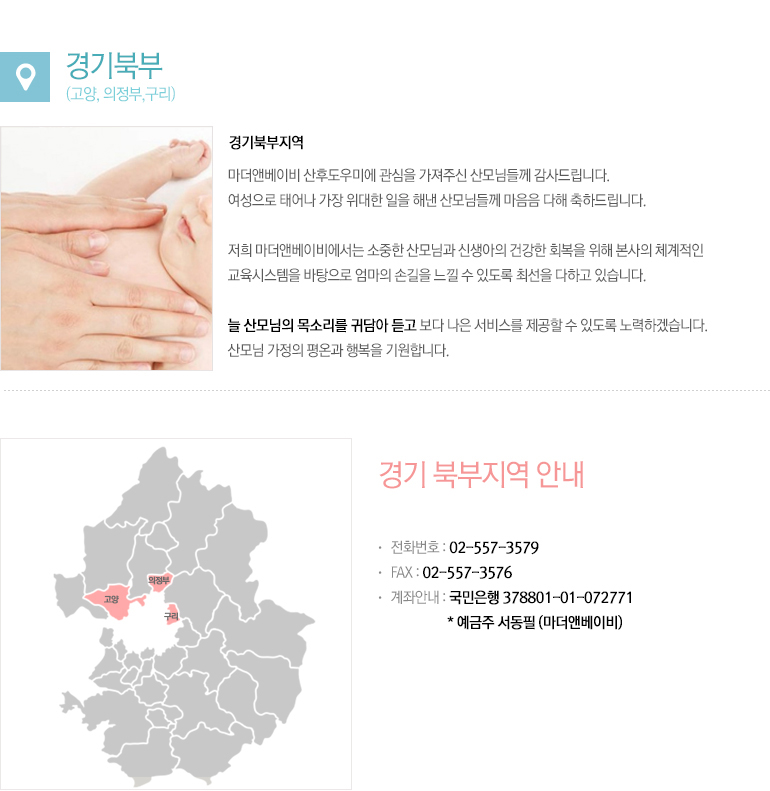 경기북부
(고양, 의정부,구리)
경기북부지역
마더앤베이비 산후도우미에 관심을 가져주신 산모님들께 감사드립니다.
여성으로 태어나 가장 위대한 일을 해낸 산모님들께 마음음 다해 축하드립니다.
저희 마더앤베이비에서는 소중한 산모님과 신생아의 건강한 회복을 위해 본사의 쳬계적인
교육시스템을 바탕으로 엄마의 손길을 느낄 수 있도록 최선을 다하고 있습니다.
늘 산모님의 목소리를 귀담아 듣고 보다 나은 서비스를 제공할 수 있도록 노력하겠습니다.
산모님 가정의 평온과 행복을 기원합니다.
경기 북부지역 안내
· 전화번호 : 02-557-3579
· FAX : 02-557-3576
· 계좌안내 : 국민은행 378801-01-072771
* 예금주 서동필 (마더앤베이비)
의정부
고양
구리